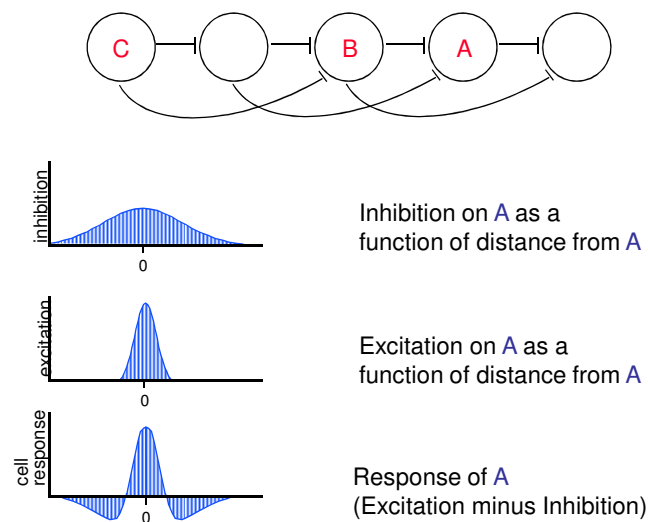 C
B
A
inhibition
0
Inhibition on A as a
function of distance from A
excitation
0
Excitation on A as a
function of distance from A
cell
response
0
Response of A
(Excitation minus Inhibition)